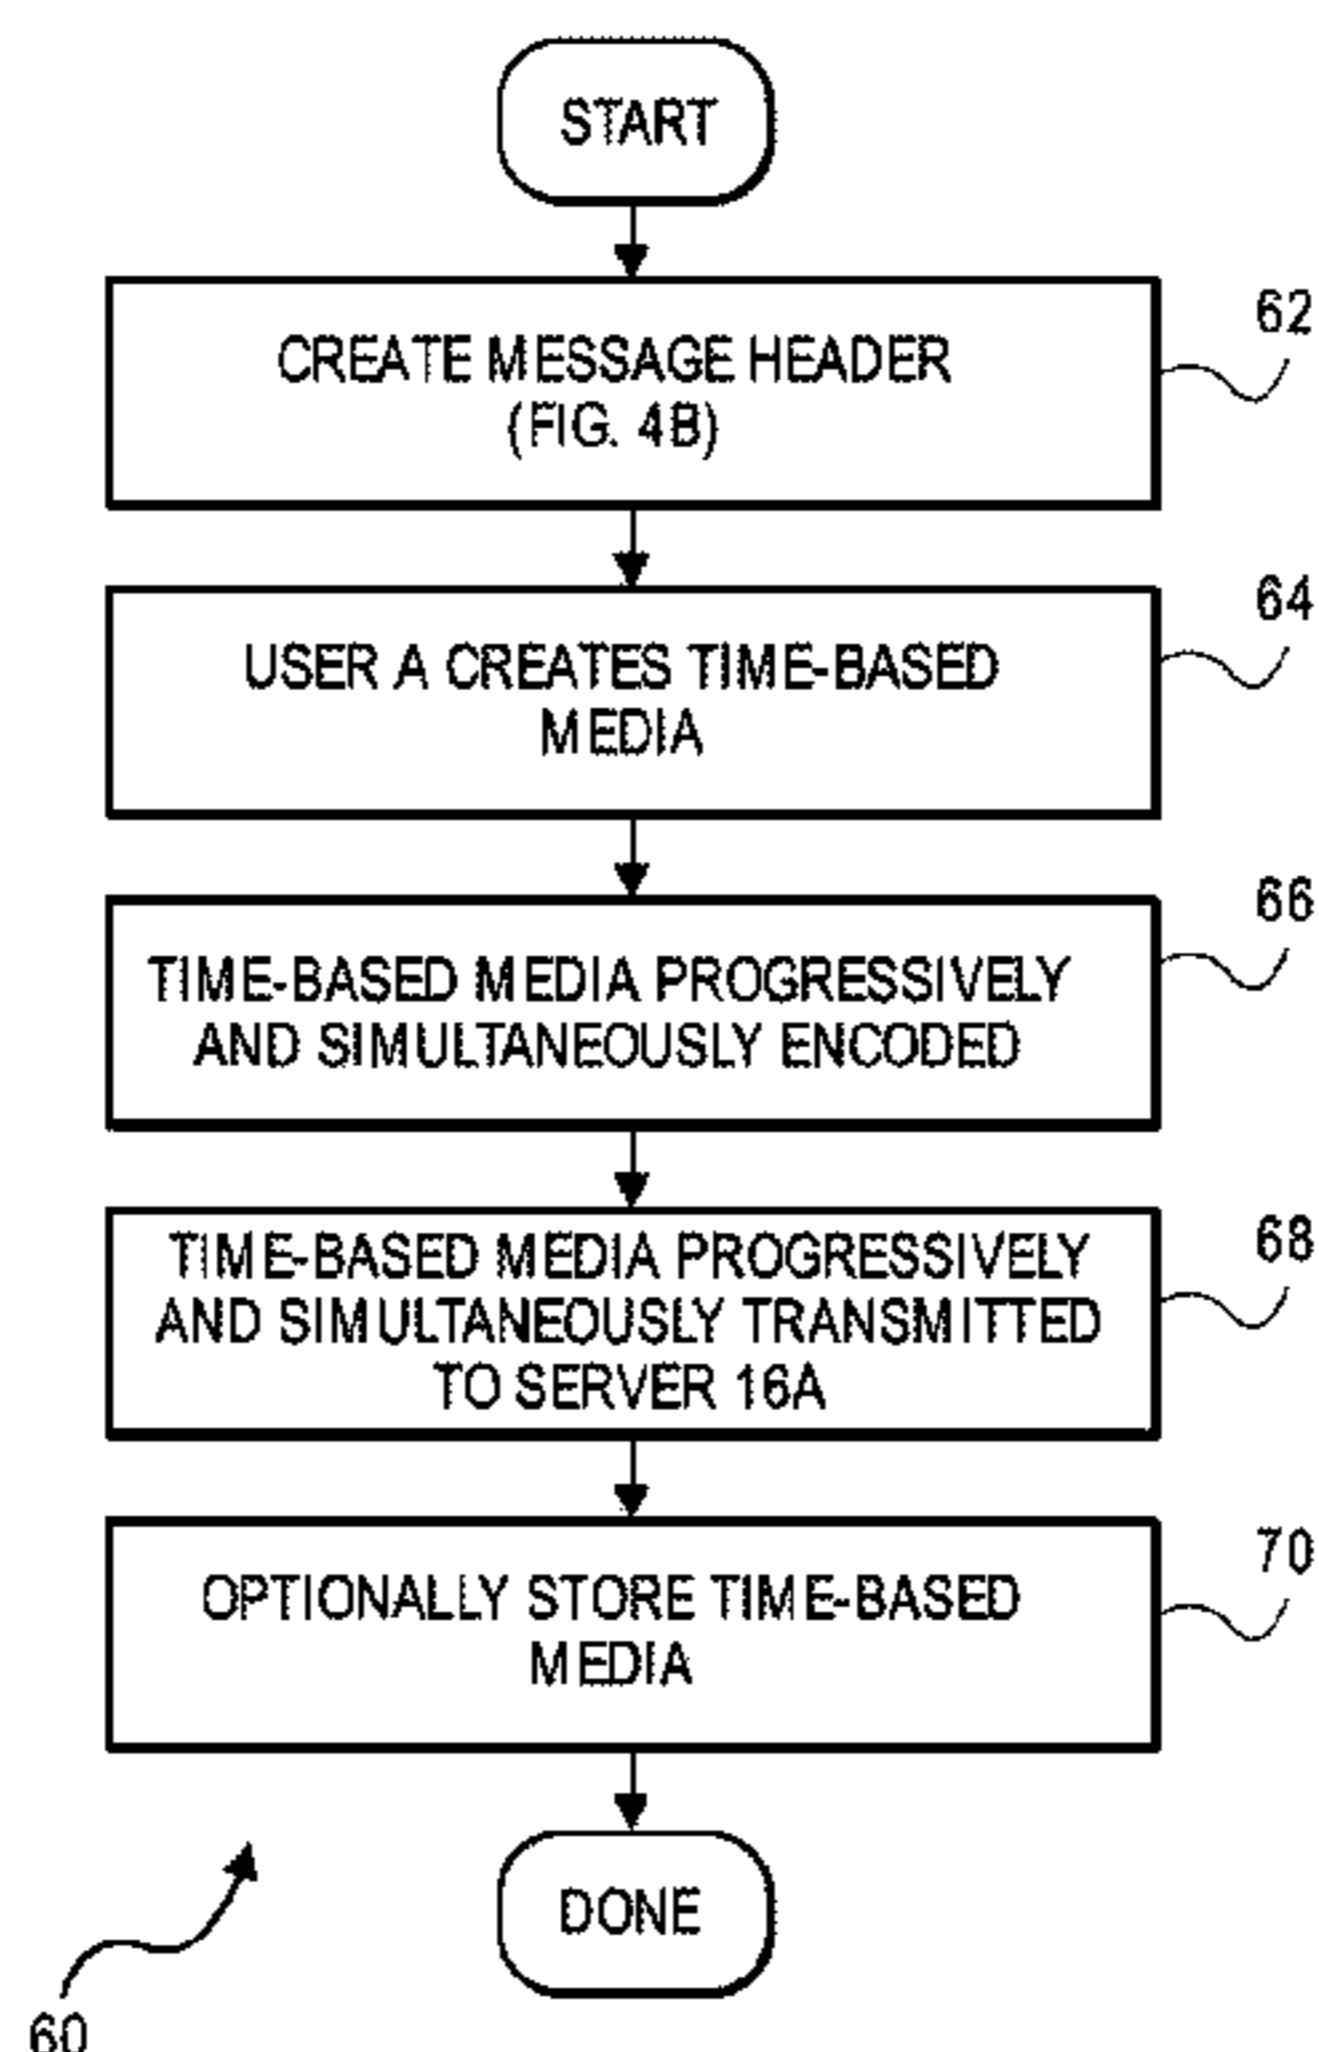 START
CREATE MESSAGE HEADER
(FIG. 4B)
62
USER A CREATES TIME-BASED
MEDIA
64
TIME-BASED MEDIA PROGRESSIVELY
AND SIMULTANEOUSLY ENCODED
66
TIME-BASED MEDIA PROGRESSIVELY
AND SIMULTANEOUSLY TRANSMITTED
TO SERVER 16A
68
OPTIONALLY STORE TIME-BASED
MEDIA
70
DONE
60